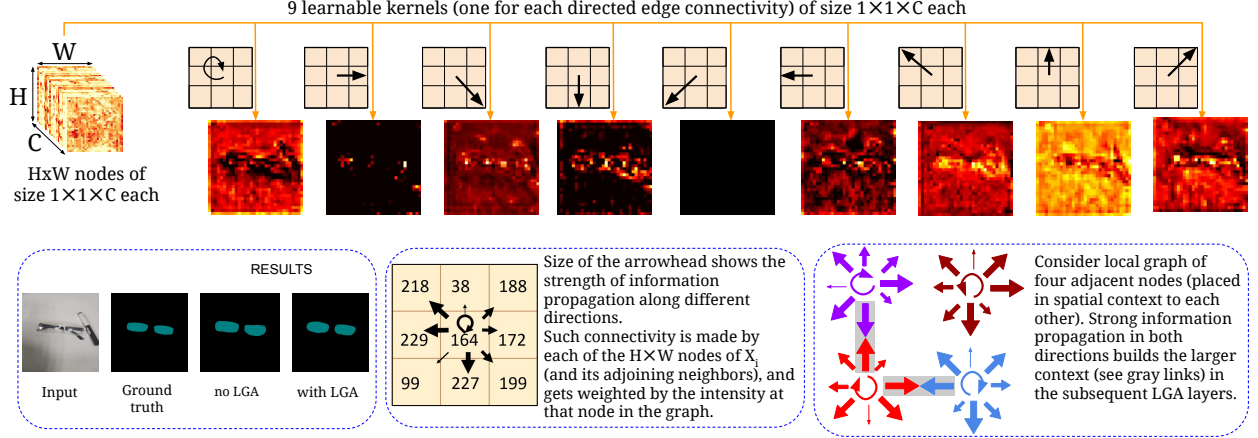 9 learnable kernels (one for each directed edge connectivity) of size 1×1×C each
W
H
C
HxW nodes of
size 1×1×C each
RESULTS
Input
Ground
truth
no LGA
with LGA
218 38 188
229 164 172
99 227 199
Size of the arrowhead shows the
strength of information
propagation along different
directions.
Such connectivity is made by
each of the H×W nodes of Xi
(and its adjoining neighbors), and
gets weighted by the intensity at
that node in the graph.
Consider local graph of
four adjacent nodes (placed
in spatial context to each
other). Strong information
propagation in both
directions builds the larger
context (see gray links) in
the subsequent LGA layers.